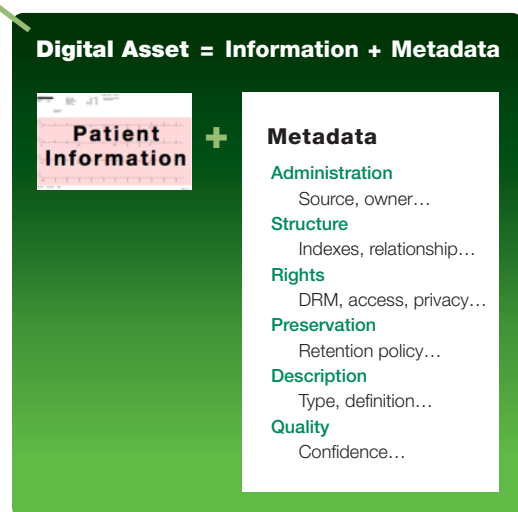 Digital Asset = Information + Metadata
Patient
Information
+
Metadata
Administration
Source, owner…
Structure
Indexes, relationship…
Rights
DRM, access, privacy…
Preservation
Retention policy…
Description
Type, definition…
Quality
Confidence…